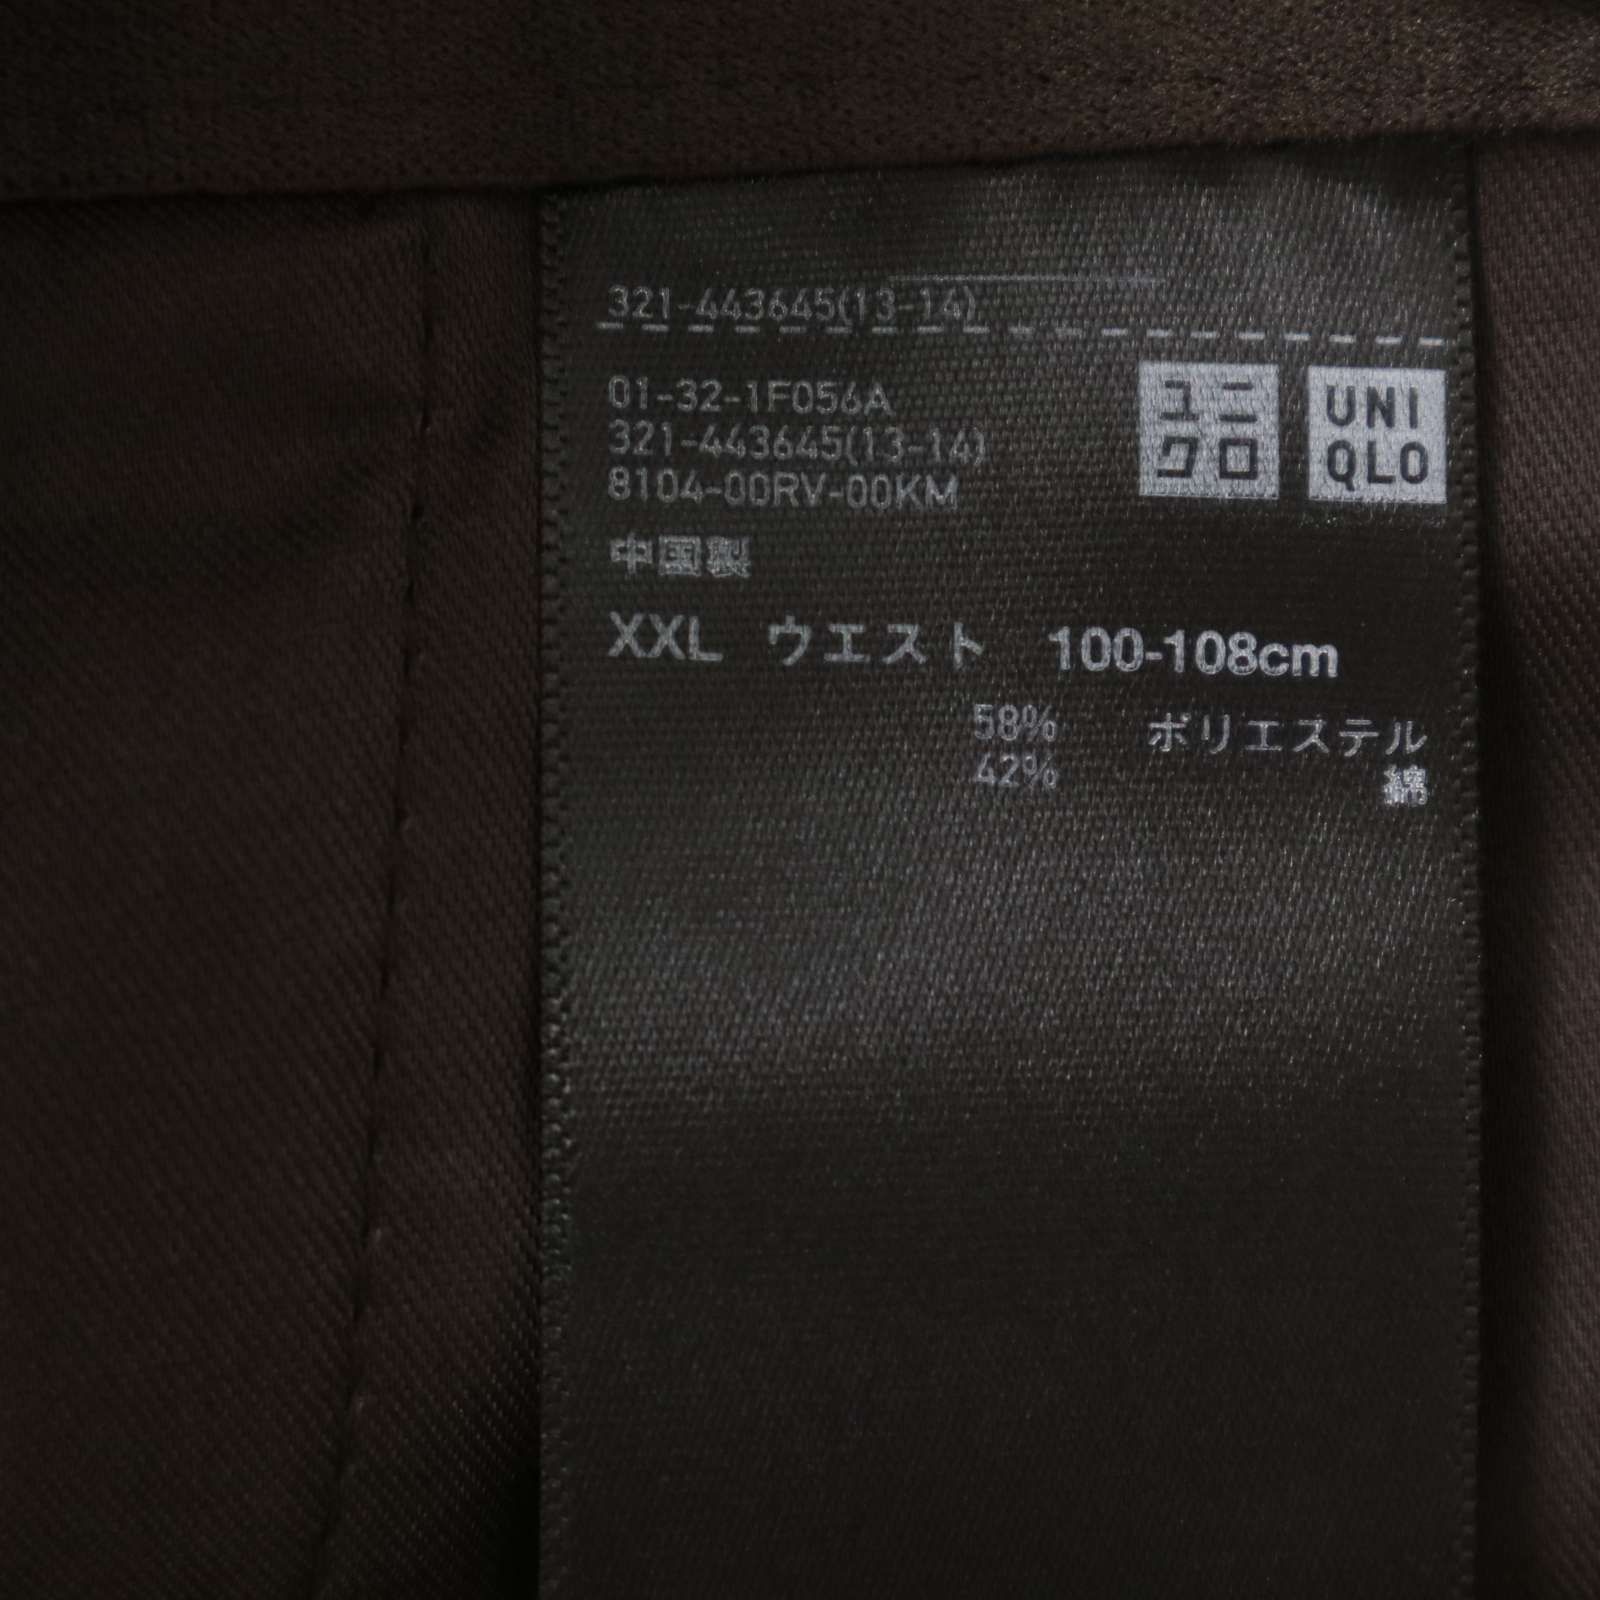 321-443645(13-14)
01-32-1F056A
321-443645(13-14)
8104-00RV-00KM
ユニ
クロ
UNI
QLO
中国製
XXL ウエスト 100-108cm
58% ポリエステル
42% 綿